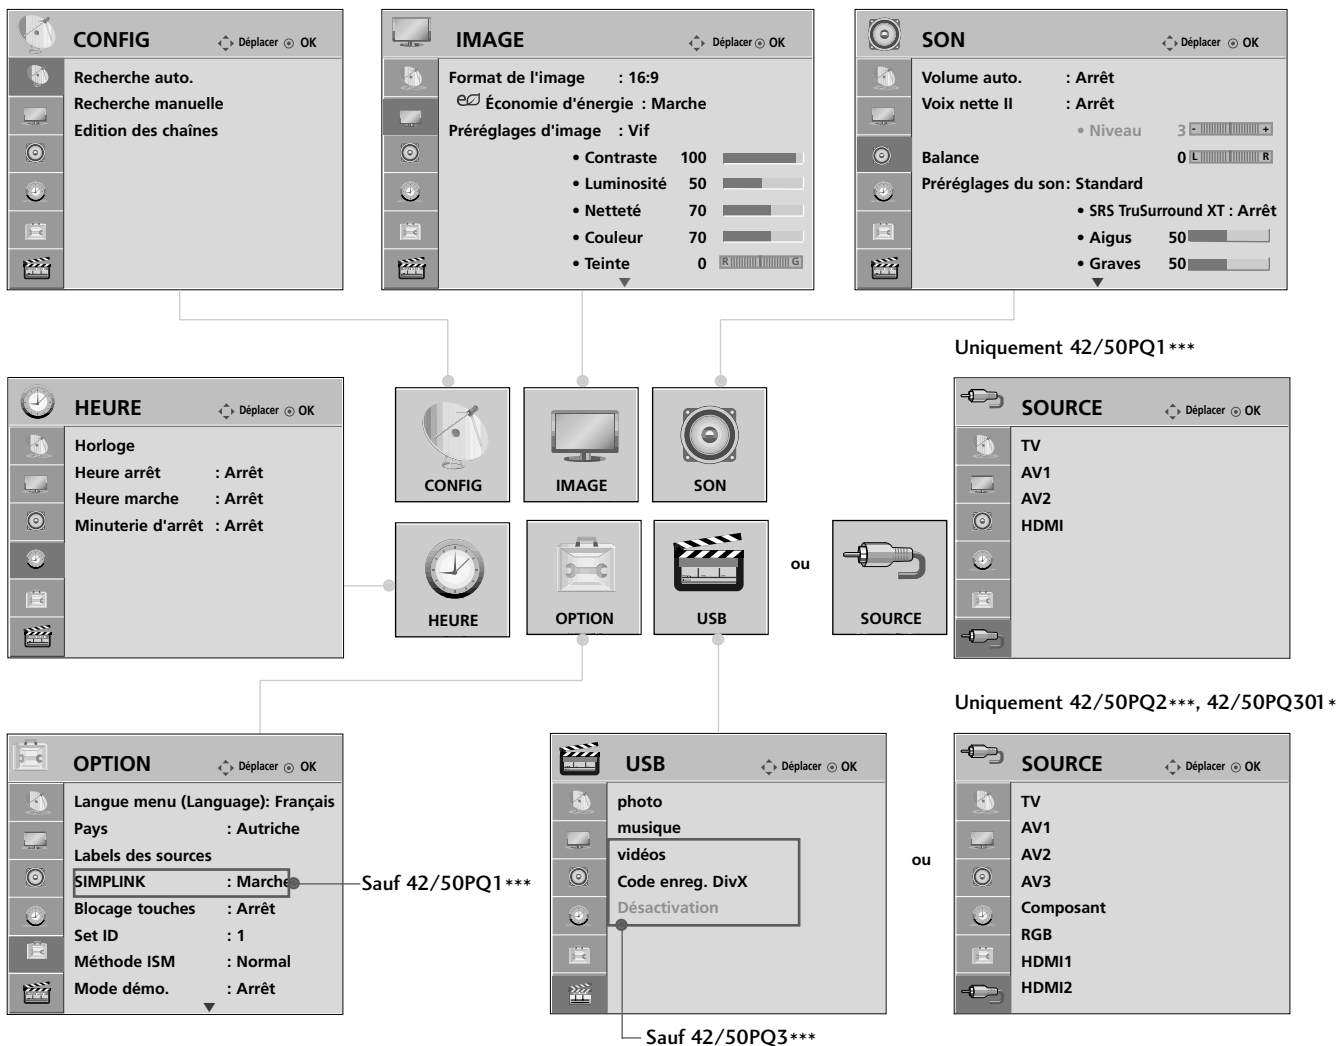 CONFIG
Déplacer OK
Recherche auto.
Recherche manuelle
Edition des chaînes
IMAGE
Déplacer OK
Format de l'image : 16:9
Économie d'énergie : Marche
Préréglages d'image : Vif
• Contraste 100
• Luminosité 50
• Netteté 70
• Couleur 70
• Teinte 0 R G
SON
Déplacer OK
Volume auto. : Arrêt
Voix nette II : Arrêt
• Niveau 3 - +
Balance 0 L R
Préréglages du son: Standard
• SRS TruSurround XT : Arrêt
• Aigus 50
• Graves 50
Uniquement 42/50PQ1***
HEURE
Déplacer OK
Horloge
Heure arrêt : Arrêt
Heure marche : Arrêt
Minuterie d'arrêt : Arrêt
CONFIG
IMAGE
SON
HEURE
OPTION
USB
ou
SOURCE
SOURCE
Déplacer OK
TV
AV1
AV2
HDMI
Uniquement 42/50PQ2***, 42/50PQ301*
OPTION
Déplacer OK
Langue menu (Language): Français
Pays : Autriche
Labels des sources
SIMPLINK : Marche
Blocage touches : Arrêt
Set ID : 1
Méthode ISM : Normal
Mode démo. : Arrêt
Sauf 42/50PQ1***
USB
Déplacer OK
photo
musique
vidéos
Code enreg. DivX
Désactivation
Sauf 42/50PQ3***
ou
SOURCE
Déplacer OK
TV
AV1
AV2
AV3
Composant
RGB
HDMI1
HDMI2